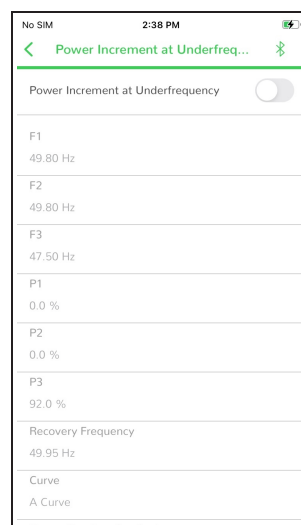 No SIM 2:38 PM
Power Increment at Underfreq...
Power Increment at Underfrequency
F1
49.80 Hz
F2
49.80 Hz
F3
47.50 Hz
P1
0.0 %
P2
0.0 %
P3
92.0 %
Recovery Frequency
49.95 Hz
Curve
A Curve